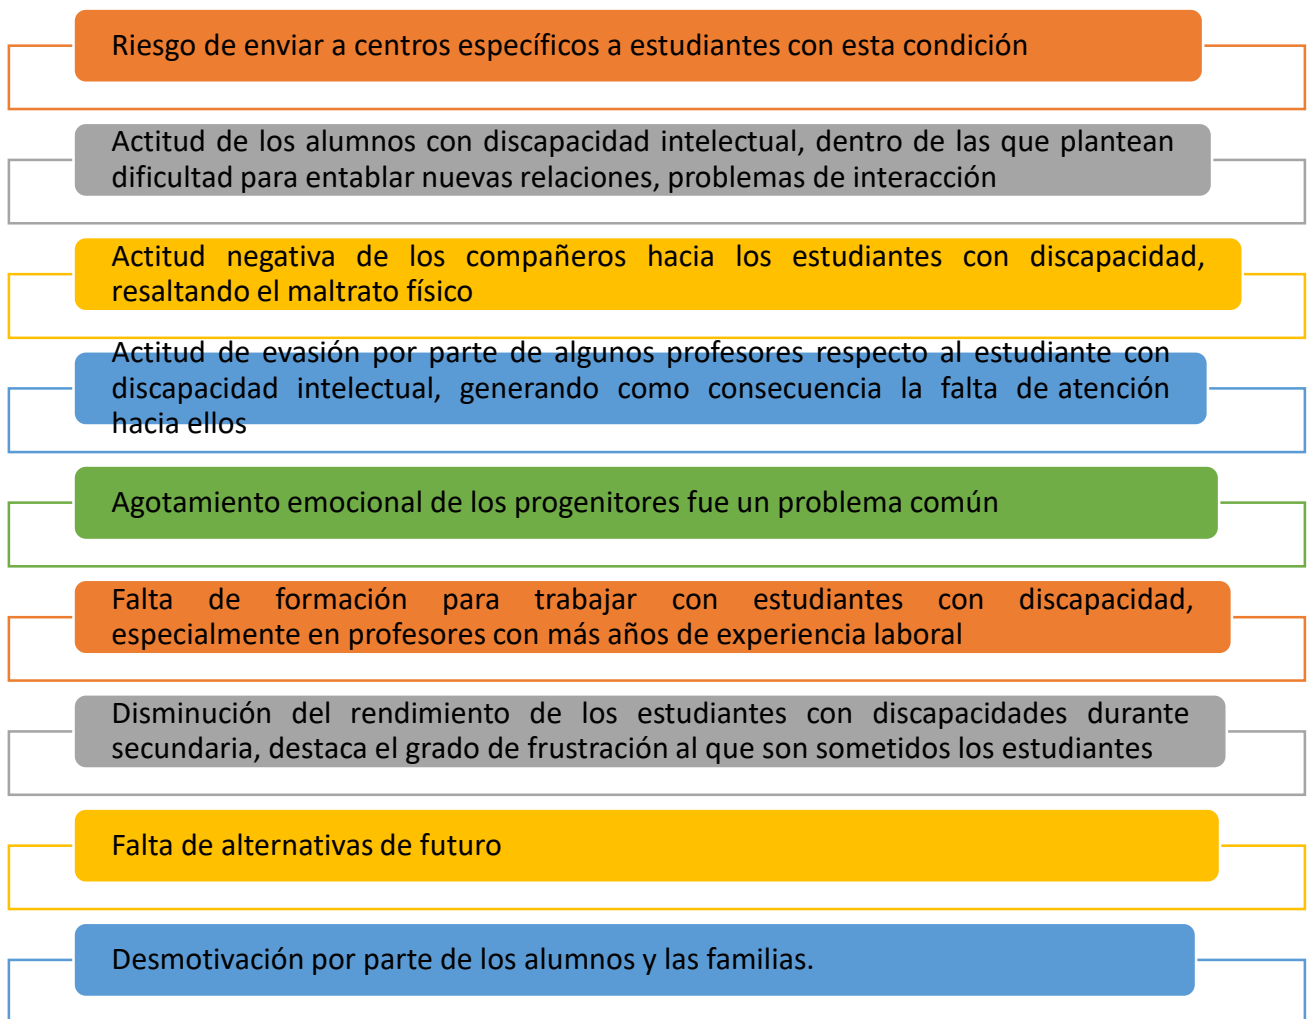 Riesgo de enviar a centros específicos a estudiantes con esta condición
Actitud de los alumnos con discapacidad intelectual, dentro de las que plantean
dificultad para entablar nuevas relaciones, problemas de interacción
Actitud negativa de los compañeros hacia los estudiantes con discapacidad,
resaltando el maltrato físico
Actitud de evasión por parte de algunos profesores respecto al estudiante con
discapacidad intelectual, generando como consecuencia la falta de atención
hacia ellos
Agotamiento emocional de los progenitores fue un problema común
Falta de formación para trabajar con estudiantes con discapacidad,
especialmente en profesores con más años de experiencia laboral
Disminución del rendimiento de los estudiantes con discapacidades durante
secundaria, destaca el grado de frustración al que son sometidos los estudiantes
Falta de alternativas de futuro
Desmotivación por parte de los alumnos y las familias.